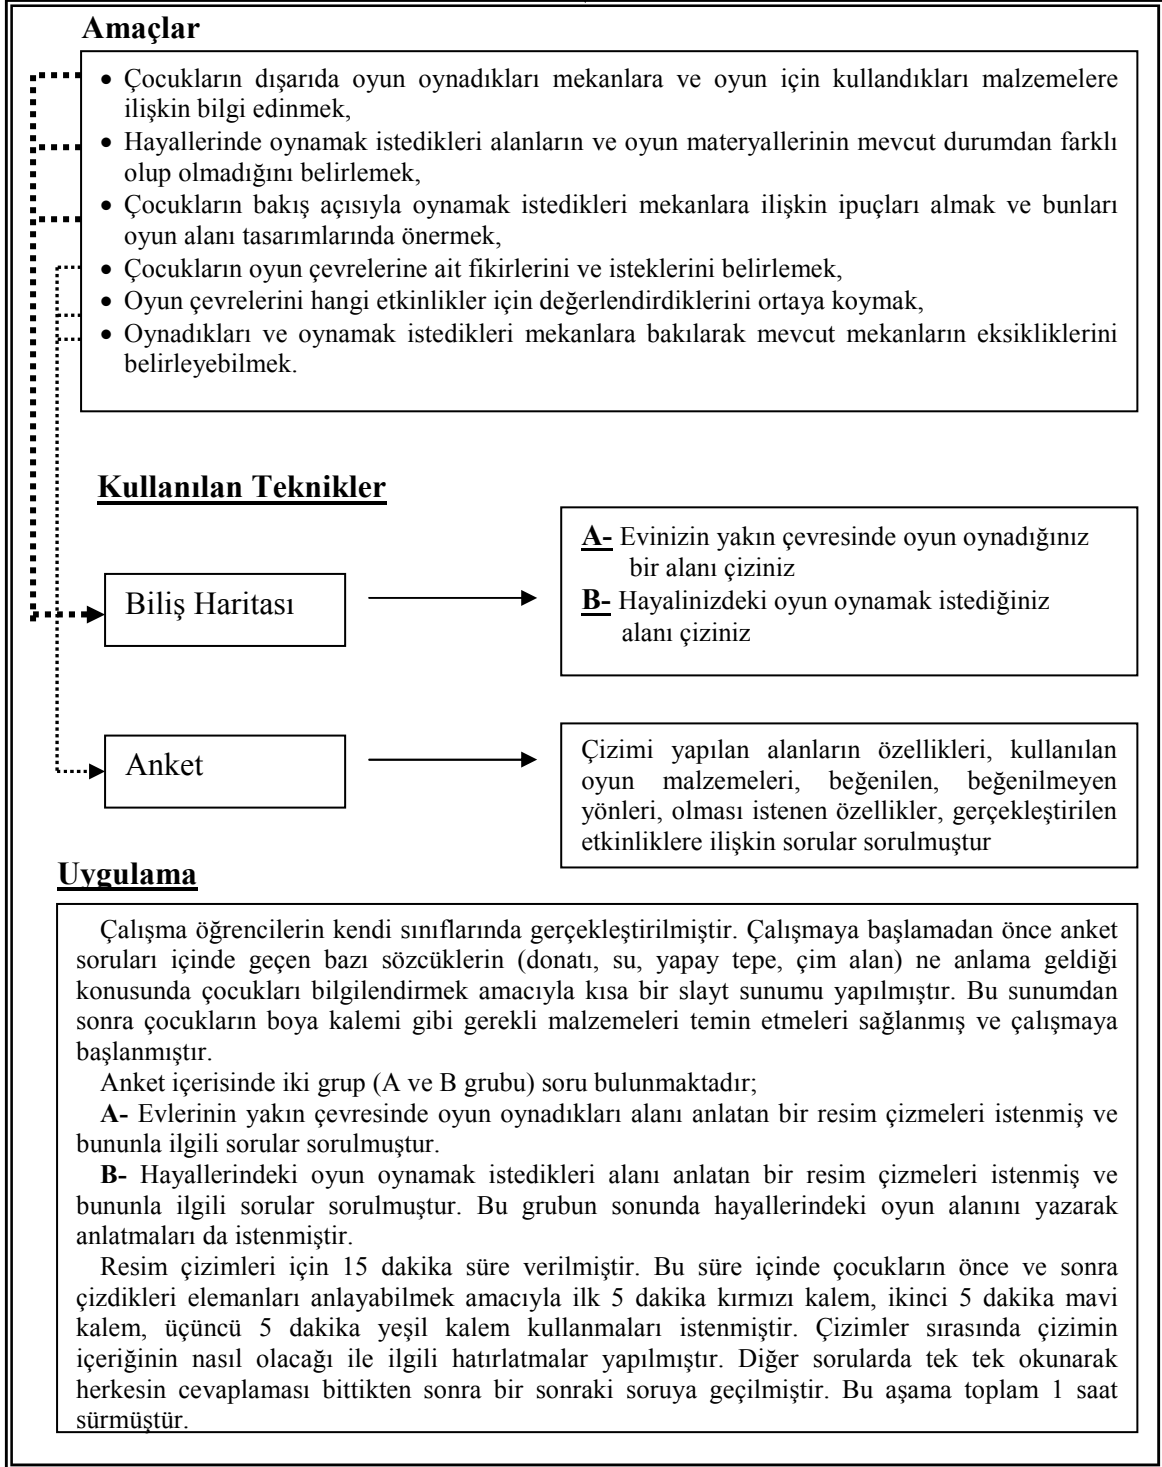 Amaçlar
• Çocukların dışarıda oyun oynadıkları mekanlara ve oyun için kullandıkları malzemelere
ilişkin bilgi edinmek,
• Hayallerinde oynamak istedikleri alanların ve oyun materyallerinin mevcut durumdan farklı
olup olmadığını belirlemek,
• Çocukların bakış açısıyla oynamak istedikleri mekanlara ilişkin ipuçları almak ve bunları
oyun alanı tasarımlarında önermek,
• Çocukların oyun çevrelerine ait fikirlerini ve isteklerini belirlemek,
• Oyun çevrelerini hangi etkinlikler için değerlendirdiklerini ortaya koymak,
• Oynadıkları ve oynamak istedikleri mekanlara bakılarak mevcut mekanların eksikliklerini
belirleyebilmek.
Kullanılan Teknikler
Biliş Haritası
A- Evinizin yakın çevresinde oyun oynadığınız
bir alanı çiziniz
B- Hayalinizdeki oyun oynamak istediğiniz
alanı çiziniz
Anket
Çizimi yapılan alanların özellikleri, kullanılan
oyun malzemeleri, beğenilen, beğenilmeyen
yönleri, olması istenen özellikler, gerçekleştirilen
etkinliklere ilişkin sorular sorulmuştur
Uygulama
Çalışma öğrencilerin kendi sınıflarında gerçekleştirilmiştir. Çalışmaya başlamadan önce anket
soruları içinde geçen bazı sözcüklerin (donatı, su, yapay tepe, çim alan) ne anlama geldiği
konusunda çocukları bilgilendirmek amacıyla kısa bir slayt sunumu yapılmıştır. Bu sunumdan
sonra çocukların boya kalemi gibi gerekli malzemeleri temin etmeleri sağlanmış ve çalışmaya
başlanmıştır.
Anket içerisinde iki grup (A ve B grubu) soru bulunmaktadır;
A- Evlerinin yakın çevresinde oyun oynadıkları alanı anlatan bir resim çizmeleri istenmiş ve
bununla ilgili sorular sorulmuştur.
B- Hayallerindeki oyun oynamak istedikleri alanı anlatan bir resim çizmeleri istenmiş ve
bununla ilgili sorular sorulmuştur. Bu grubun sonunda hayallerindeki oyun alanını yazarak
anlatmaları da istenmiştir.
Resim çizimleri için 15 dakika süre verilmiştir. Bu süre içinde çocukların önce ve sonra
çizdikleri elemanları anlayabilmek amacıyla ilk 5 dakika kırmızı kalem, ikinci 5 dakika mavi
kalem, üçüncü 5 dakika yeşil kalem kullanmaları istenmiştir. Çizimler sırasında çizimin
içeriğinin nasıl olacağı ile ilgili hatırlatmalar yapılmıştır. Diğer sorularda tek tek okunarak
herkesin cevaplaması bittikten sonra bir sonraki soruya geçilmiştir. Bu aşama toplam 1 saat
sürmüştür.